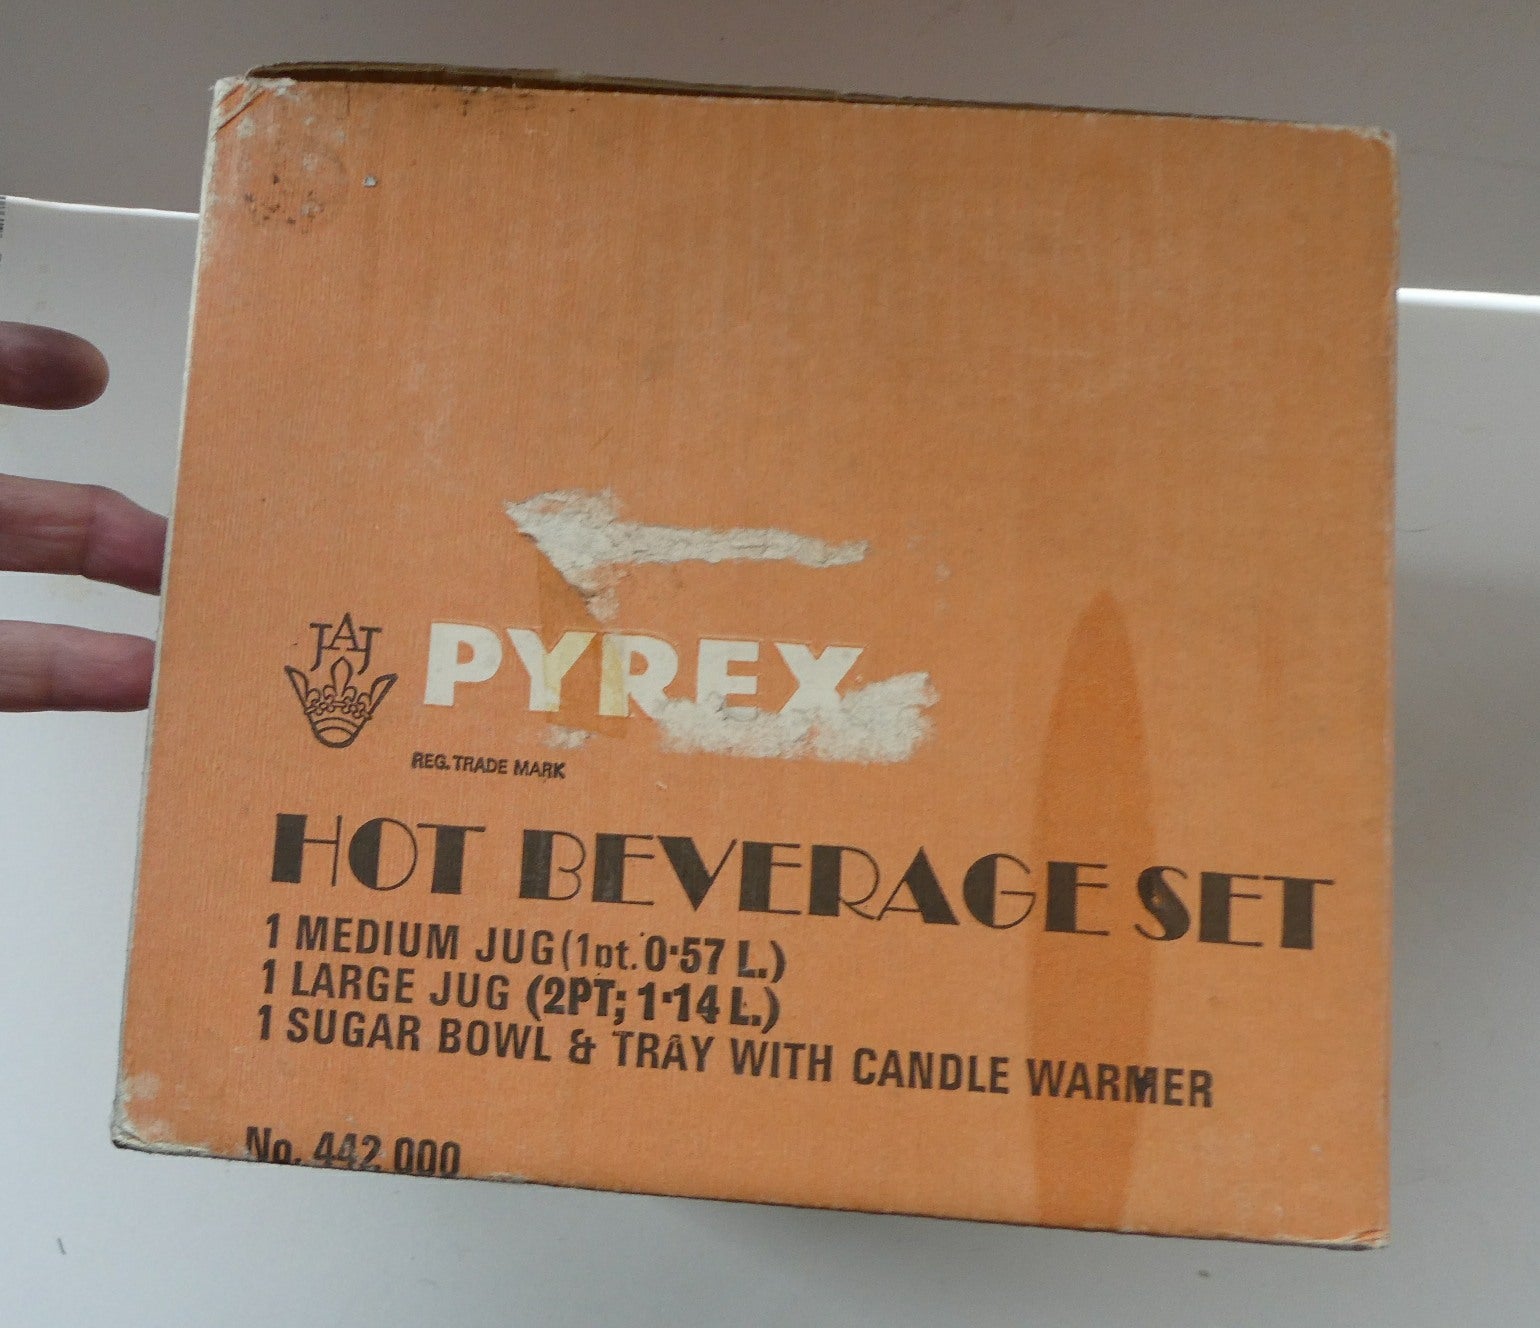 JAJ
PYREX
REG. TRADE MARK
HOT BEVERAGE SET
1 MEDIUM JUG (1pt. 0·57 L.)
1 LARGE JUG (2PT; 1·14 L.)
1 SUGAR BOWL & TRAY WITH CANDLE WARMER
No. 442 000